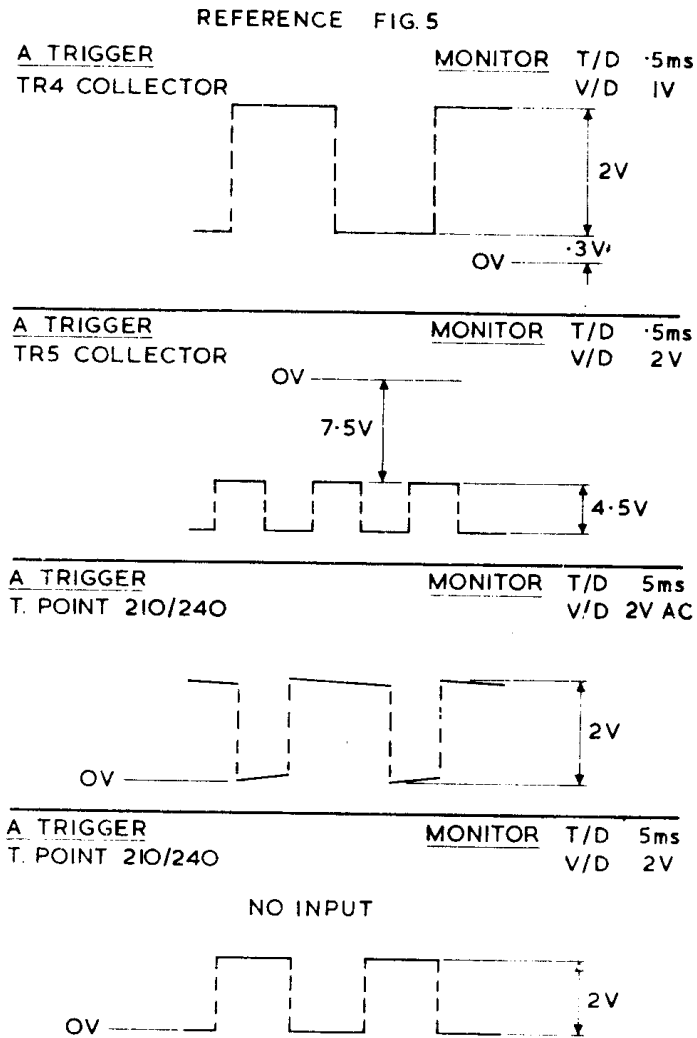 REFERENCE FIG.5
A TRIGGER MONITOR T/D ·5ms
TR4 COLLECTOR V/D 1V
2V
·3V
OV
A TRIGGER MONITOR T/D ·5ms
TR5 COLLECTOR V/D 2V
OV
7·5V
4·5V
A TRIGGER MONITOR T/D 5ms
T. POINT 210/240 V/D 2V AC
2V
OV
A TRIGGER MONITOR T/D 5ms
T. POINT 210/240 V/D 2V
NO INPUT
2V
OV